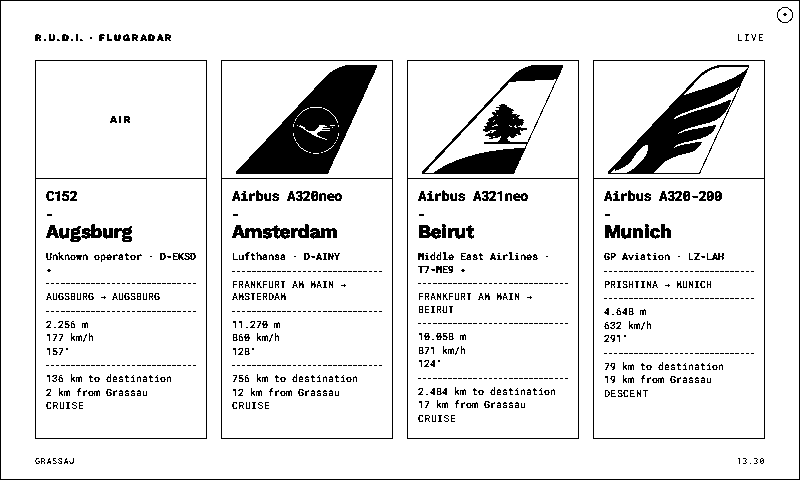 R.U.D.I. · FLUGRADAR
LIVE
AIR
C152
-
Augsburg
Unknown operator · D-EKSD
✦
AUGSBURG → AUGSBURG
2.256 m
177 km/h
157°
136 km to destination
2 km from Grassau
CRUISE
Airbus A320neo
-
Amsterdam
Lufthansa · D-AINY
FRANKFURT AM MAIN →
AMSTERDAM
11.270 m
860 km/h
128°
756 km to destination
12 km from Grassau
CRUISE
Airbus A321neo
-
Beirut
Middle East Airlines ·
T7-ME9 ✦
FRANKFURT AM MAIN →
BEIRUT
10.058 m
871 km/h
124°
2.484 km to destination
17 km from Grassau
CRUISE
Airbus A320-200
-
Munich
GP Aviation · LZ-LAH
PRISHTINA → MUNICH
4.648 m
632 km/h
291°
79 km to destination
19 km from Grassau
DESCENT
GRASSAU
13.30